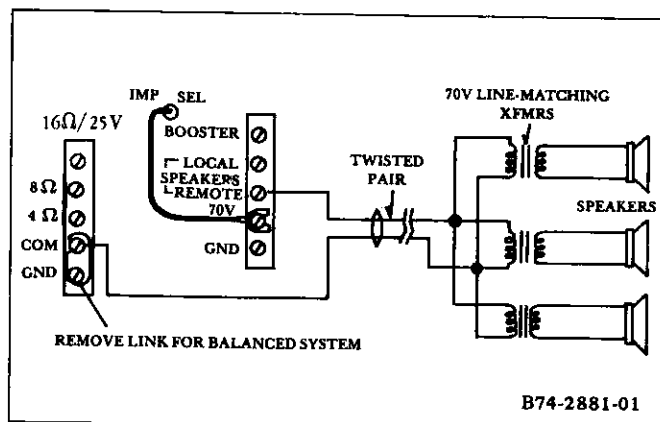 IMP SEL
16Ω/25V
BOOSTER
LOCAL
SPEAKERS
REMOTE
70V
GND
8Ω
4Ω
COM
GND
REMOVE LINK FOR BALANCED SYSTEM
TWISTED
PAIR
70V LINE-MATCHING
XFMRS
SPEAKERS
B74-2881-01